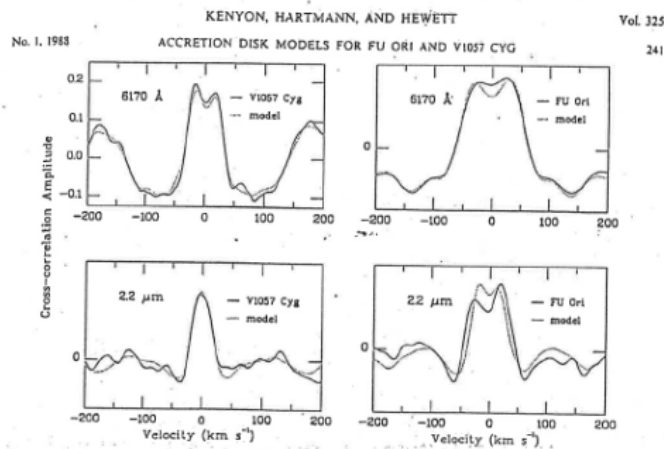 KENYON, HARTMANN, AND HEWETT
Vol. 325
No. 1, 1988
ACCRETION DISK MODELS FOR FU ORI AND V1057 CYG
241
Cross-correlation Amplitude
0.2
0.1
0.0
-0.1
6170 Å
V1057 Cyg
model
-200 -100 0 100 200
0
6170 Å
FU Ori
model
-200 -100 0 100 200
0
2.2 μm
V1057 Cyg
model
-200 -100 0 100 200
Velocity (km s⁻¹)
0
2.2 μm
FU Ori
model
-200 -100 0 100 200
Velocity (km s⁻¹)